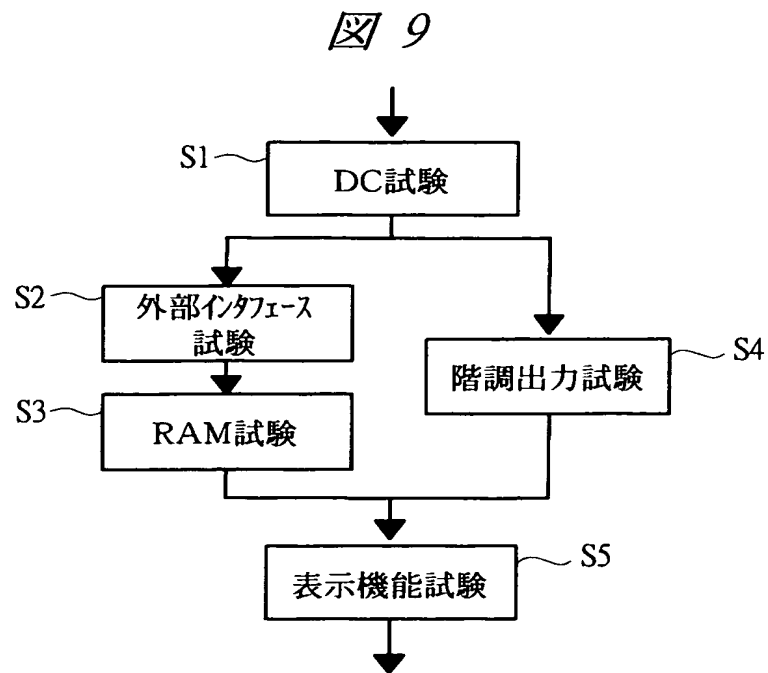 図 9
S1
DC試験
S2
外部インタフェース
試験
S4
階調出力試験
S3
RAM試験
S5
表示機能試験